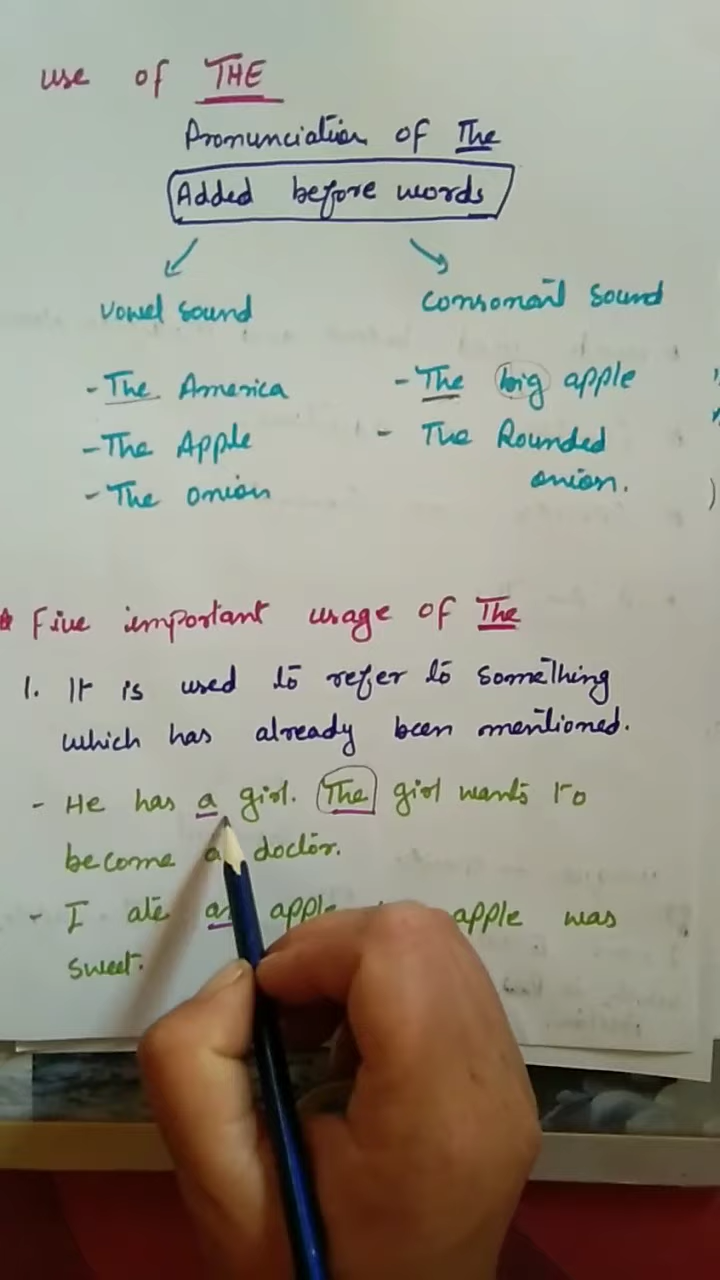 use of THE
Pronunciation of The
Added before words
vowel sound
consonant sound
- The America
- The big apple
- The Apple
- The Rounded
onion.
- The onion
Five important usage of The
1. It is used to refer to something
which has already been mentioned.
- He has a girl. The girl wants to
become a doctor.
- I ate an apple apple was
sweet.